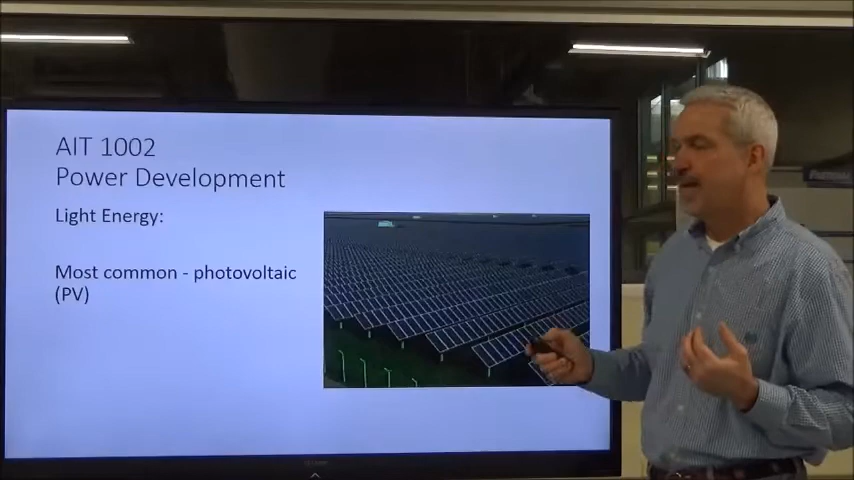 AIT 1002
Power Development
Light Energy:
Most common - photovoltaic
(PV)